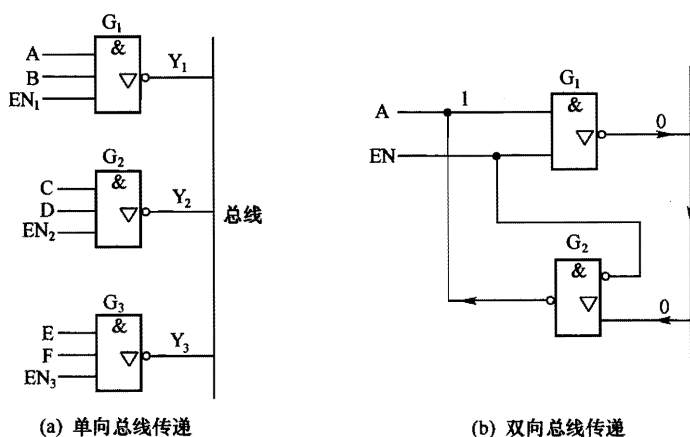 G₁
&
▽
A
B
EN₁
Y₁
G₂
&
▽
C
D
EN₂
Y₂
总线
G₃
&
▽
E
F
EN₃
Y₃
(a) 单向总线传递
A
1
G₁
&
▽
0
EN
G₂
&
▽
0
(b) 双向总线传递